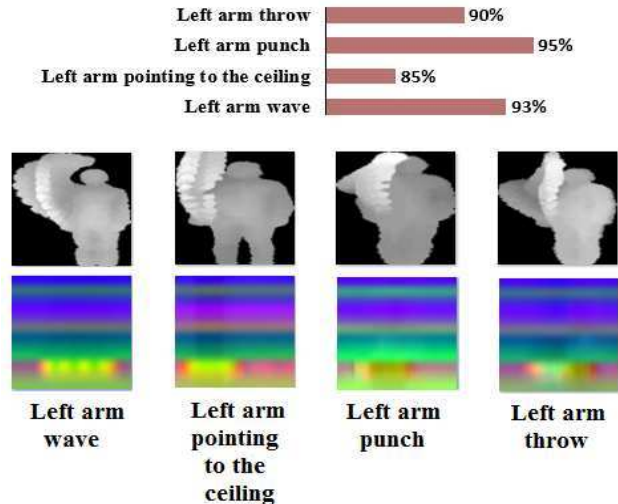 Left arm throw 90%
Left arm punch 95%
Left arm pointing to the ceiling 85%
Left arm wave 93%
Left arm
wave
Left arm
pointing
to the
ceiling
Left arm
punch
Left arm
throw